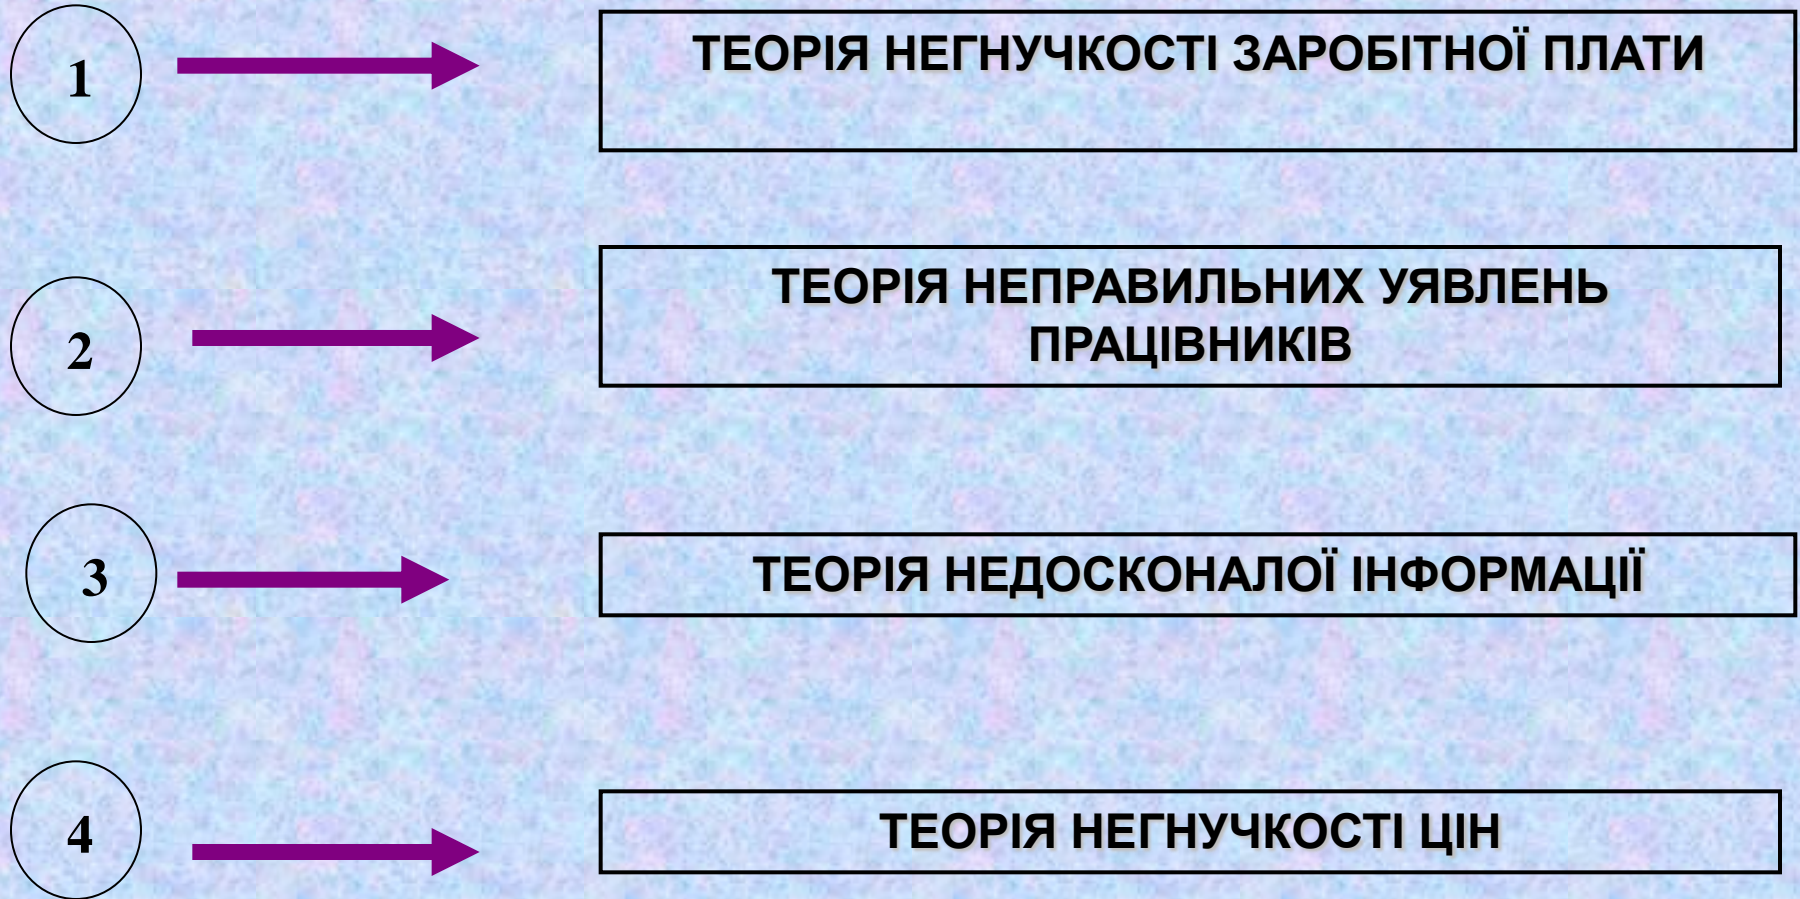 1
ТЕОРІЯ НЕГНУЧКОСТІ ЗАРОБІТНОЇ ПЛАТИ
2
ТЕОРІЯ НЕПРАВИЛЬНИХ УЯВЛЕНЬ
ПРАЦІВНИКІВ
3
ТЕОРІЯ НЕДОСКОНАЛОЇ ІНФОРМАЦІЇ
4
ТЕОРІЯ НЕГНУЧКОСТІ ЦІН